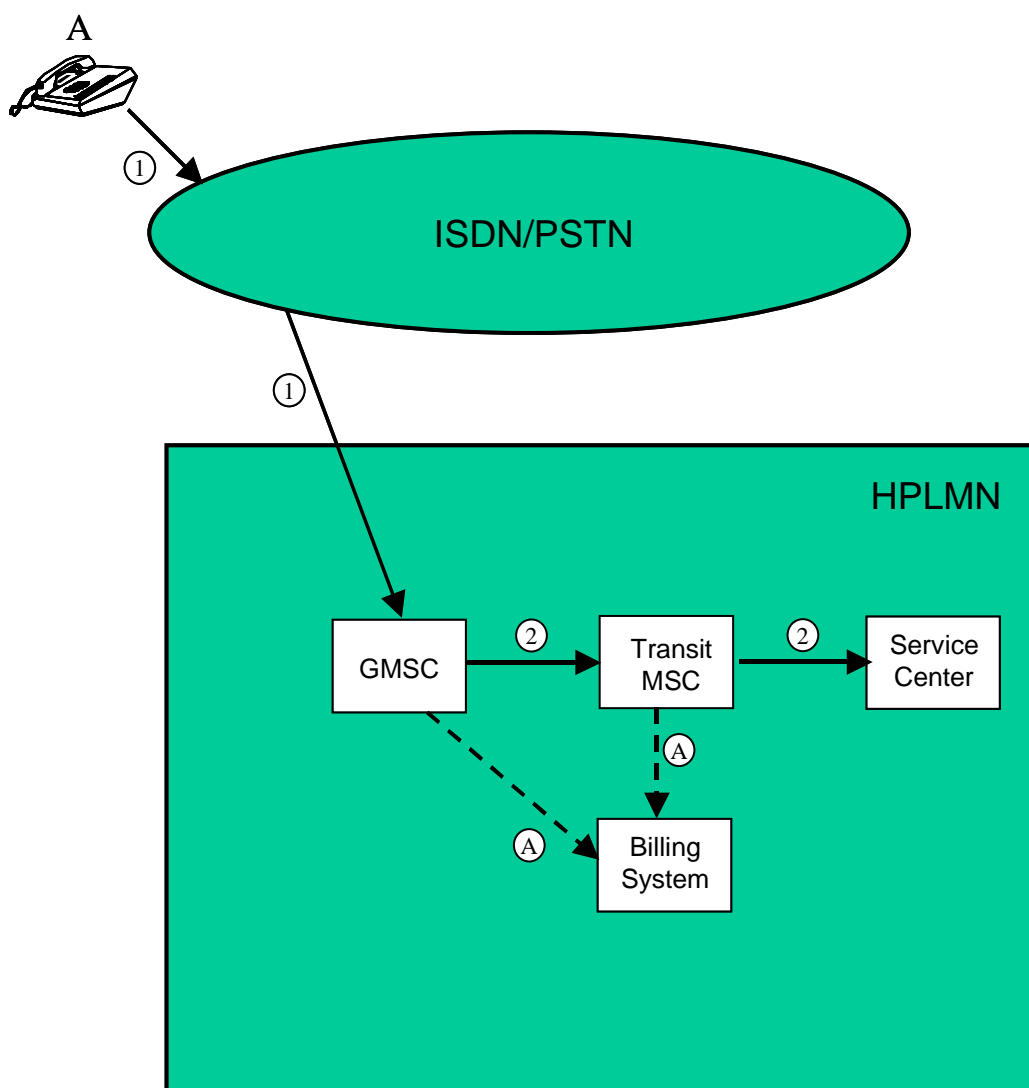 A
1
ISDN/PSTN
1
HPLMN
GMSC
2
Transit
MSC
2
Service
Center
A
A
Billing
System